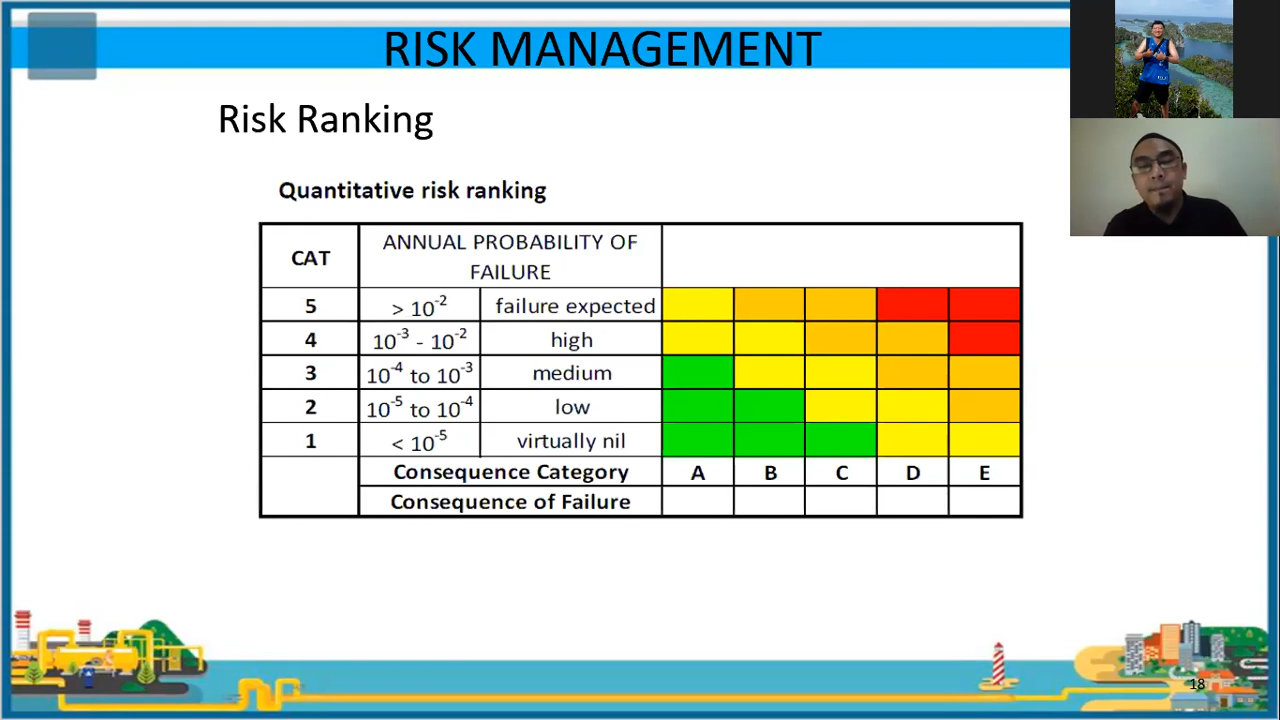 RISK MANAGEMENT
Risk Ranking
Quantitative risk ranking
CAT
ANNUAL PROBABILITY OF
FAILURE
5 > 10⁻² failure expected
4 10⁻³ - 10⁻² high
3 10⁻⁴ to 10⁻³ medium
2 10⁻⁵ to 10⁻⁴ low
1 < 10⁻⁵ virtually nil
Consequence Category A B C D E
Consequence of Failure
18